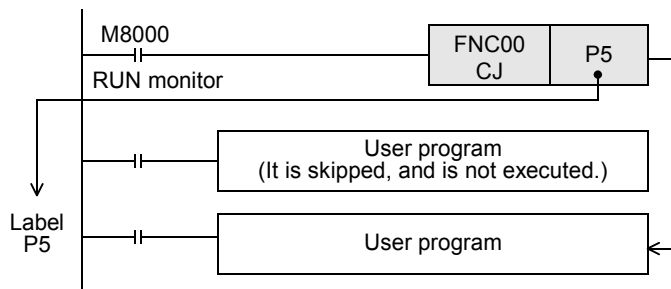 M8000
FNC00
CJ
P5
RUN monitor
User program
(It is skipped, and is not executed.)
Label
P5
User program